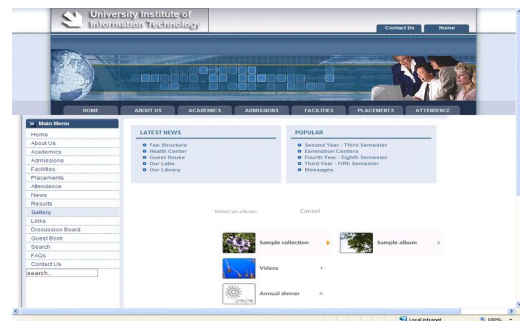 University Institute of
Information Technology
Contact Us Home
HOME ABOUT US ACADEMICS ADMISSIONS FACILITIES PLACEMENTS ATTENDENCE
Main Menu
Home
About Us
Academics
Admissions
Facilities
Placements
Attendence
News
Results
Gallery
Links
Discussion Board
Guest Book
Search
FAQs
Contact Us
search...
LATEST NEWS
Fee Structure
Health Center
Guest House
Our Labs
Our Library
POPULAR
Second Year - Third Semester
Exmination Centers
Fourth Year - Eighth Semester
Third Year - Fifth Semester
Messages
Select an album: Cancel
Sample collection
Sample album 2
Videos 1
Annual dinner
Local intranet 100%